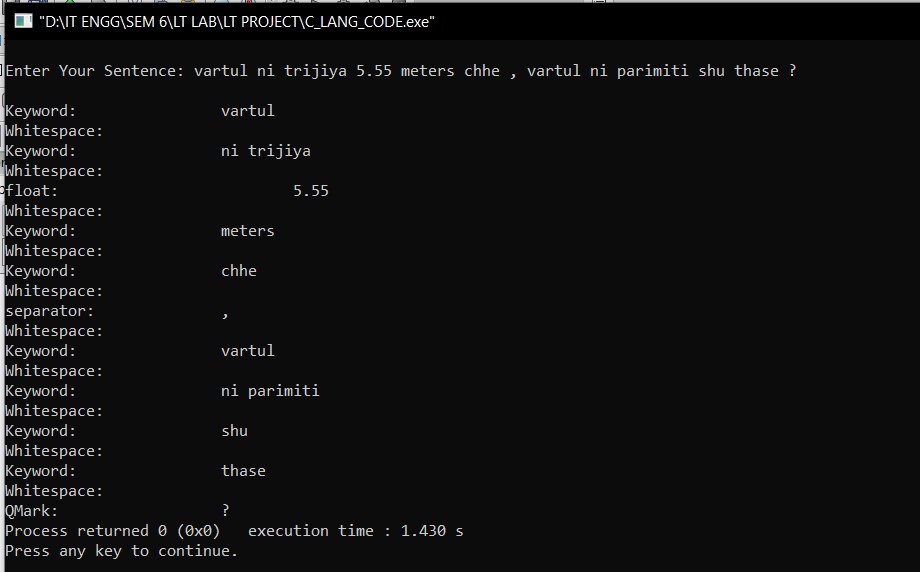 "D:\IT ENGG\SEM 6\LT LAB\LT PROJECT\C_LANG_CODE.exe"
Enter Your Sentence: vartul ni trijiya 5.55 meters chhe , vartul ni parimiti shu thase ?
Keyword: vartul
Whitespace:
Keyword: ni trijiya
Whitespace:
float: 5.55
Whitespace:
Keyword: meters
Whitespace:
Keyword: chhe
Whitespace:
separator: ,
Whitespace:
Keyword: vartul
Whitespace:
Keyword: ni parimiti
Whitespace:
Keyword: shu
Whitespace:
Keyword: thase
Whitespace:
QMark: ?
Process returned 0 (0x0) execution time : 1.430 s
Press any key to continue.